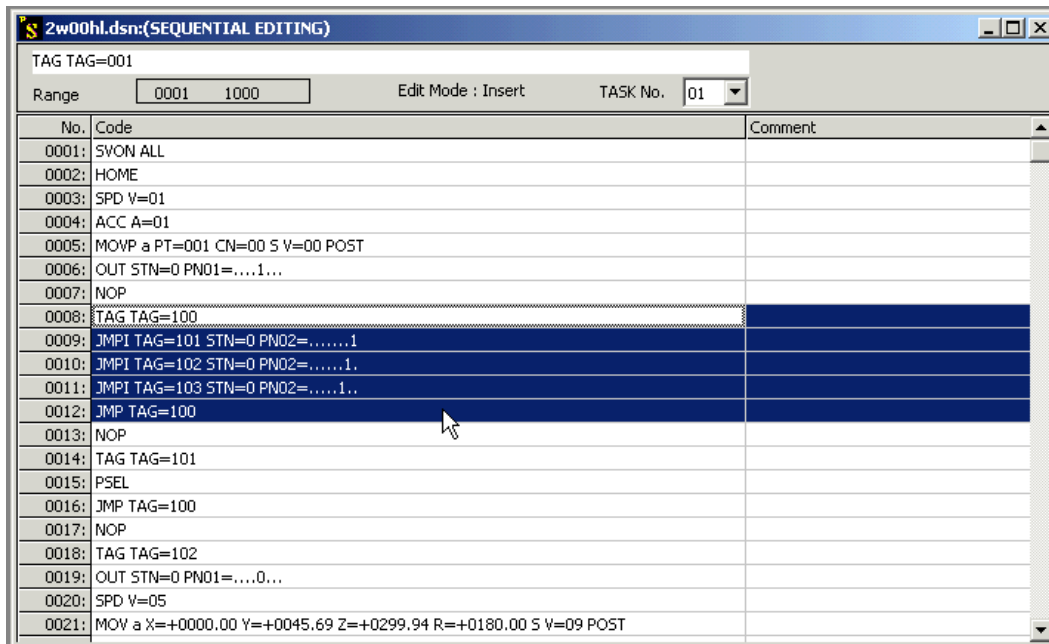 2w00hl.dsn:(SEQUENTIAL EDITING)
TAG TAG=001
Range 0001 1000 Edit Mode : Insert TASK No. 01
No. Code Comment
0001: SVON ALL
0002: HOME
0003: SPD V=01
0004: ACC A=01
0005: MOVP a PT=001 CN=00 S V=00 POST
0006: OUT STN=0 PN01=....1...
0007: NOP
0008: TAG TAG=100
0009: JMPI TAG=101 STN=0 PN02=.......1
0010: JMPI TAG=102 STN=0 PN02=......1.
0011: JMPI TAG=103 STN=0 PN02=.....1..
0012: JMP TAG=100
0013: NOP
0014: TAG TAG=101
0015: PSEL
0016: JMP TAG=100
0017: NOP
0018: TAG TAG=102
0019: OUT STN=0 PN01=....0...
0020: SPD V=05
0021: MOV a X=+0000.00 Y=+0045.69 Z=+0299.94 R=+0180.00 S V=09 POST